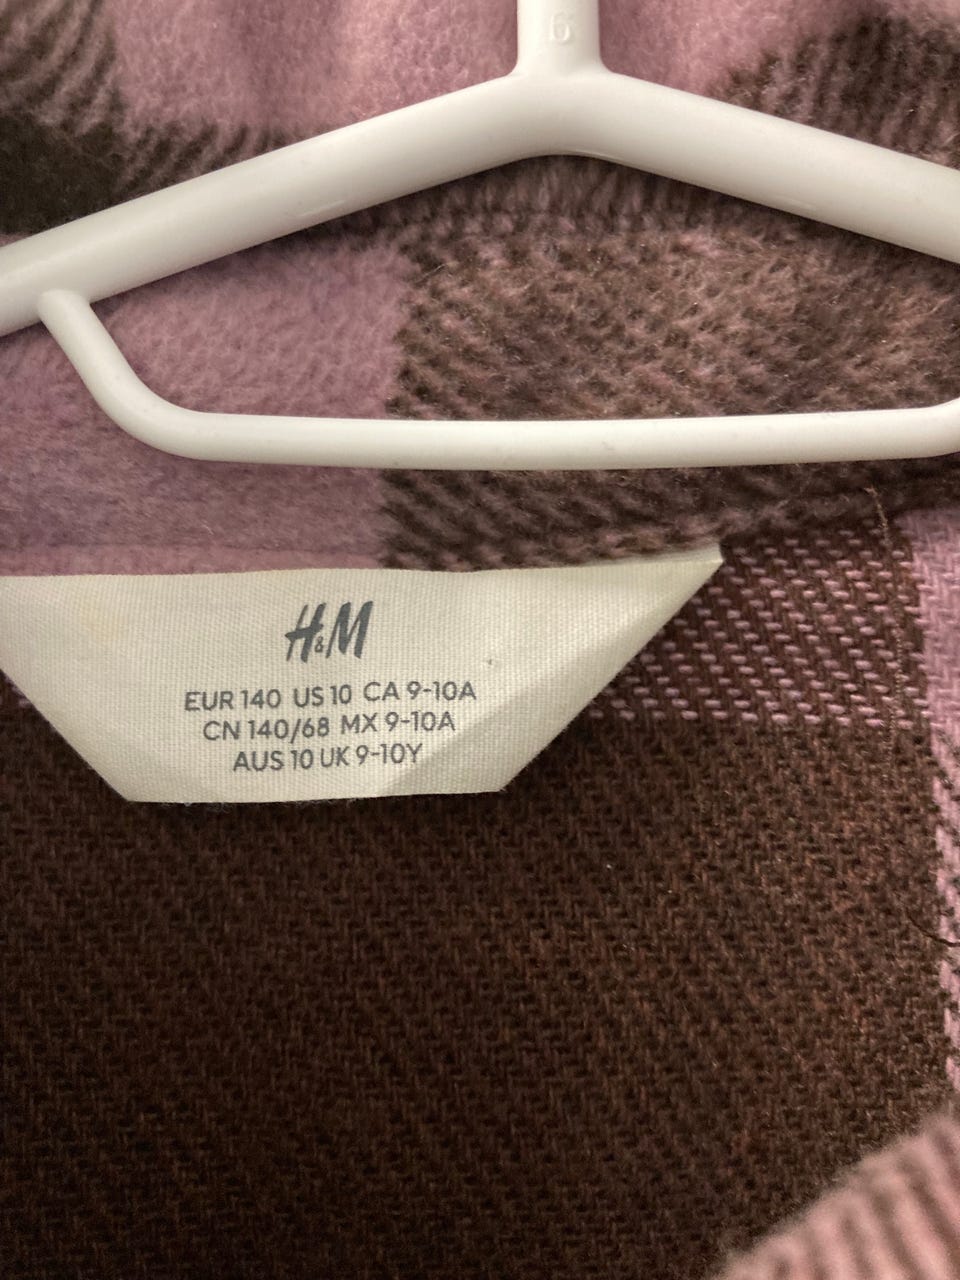 H&M
EUR 140 US 10 CA 9-10A
CN 140/68 MX 9-10A
AUS 10 UK 9-10Y